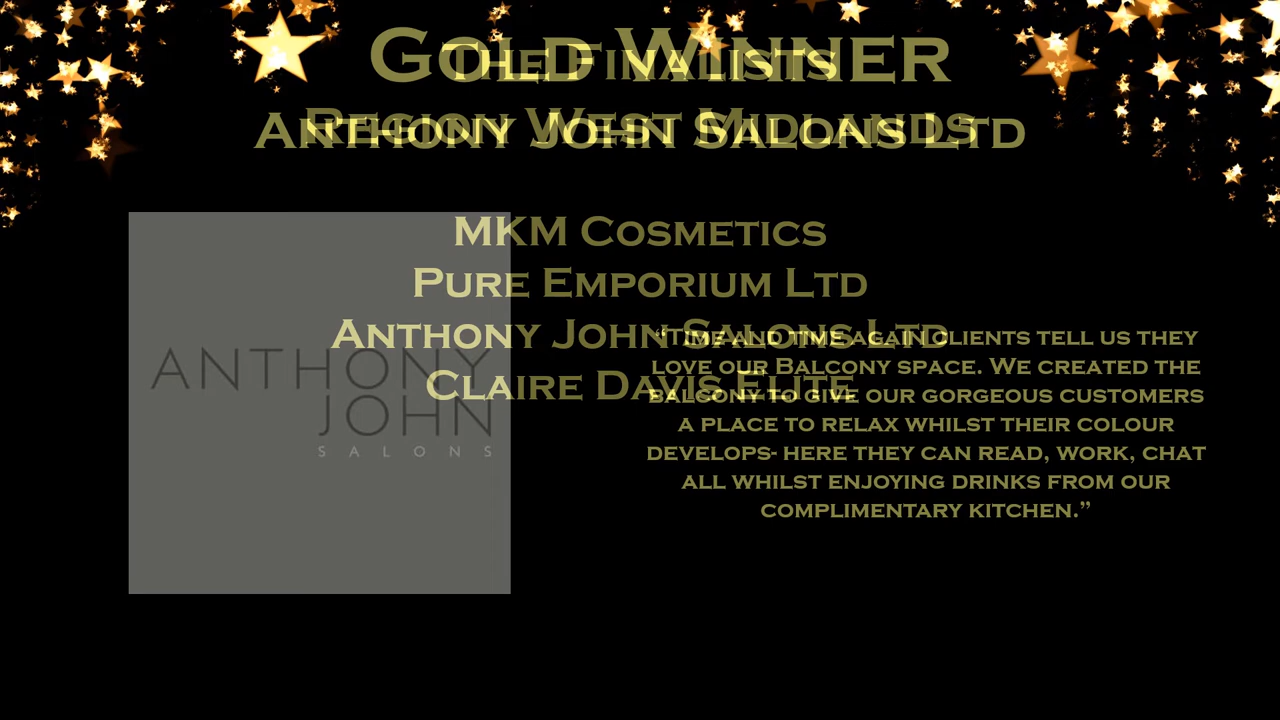 Gold Winner
The Finalists
Anthony John Salons Ltd
Region West Midlands
MKM Cosmetics
Pure Emporium Ltd
Anthony John Salons Ltd
Claire Davis Elite
ANTHONY
JOHN
SALONS
“Time and time again clients tell us they
love our Balcony space. We created the
balcony to give our gorgeous customers
a place to relax whilst their colour
develops- here they can read, work, chat
all whilst enjoying drinks from our
complimentary kitchen.”